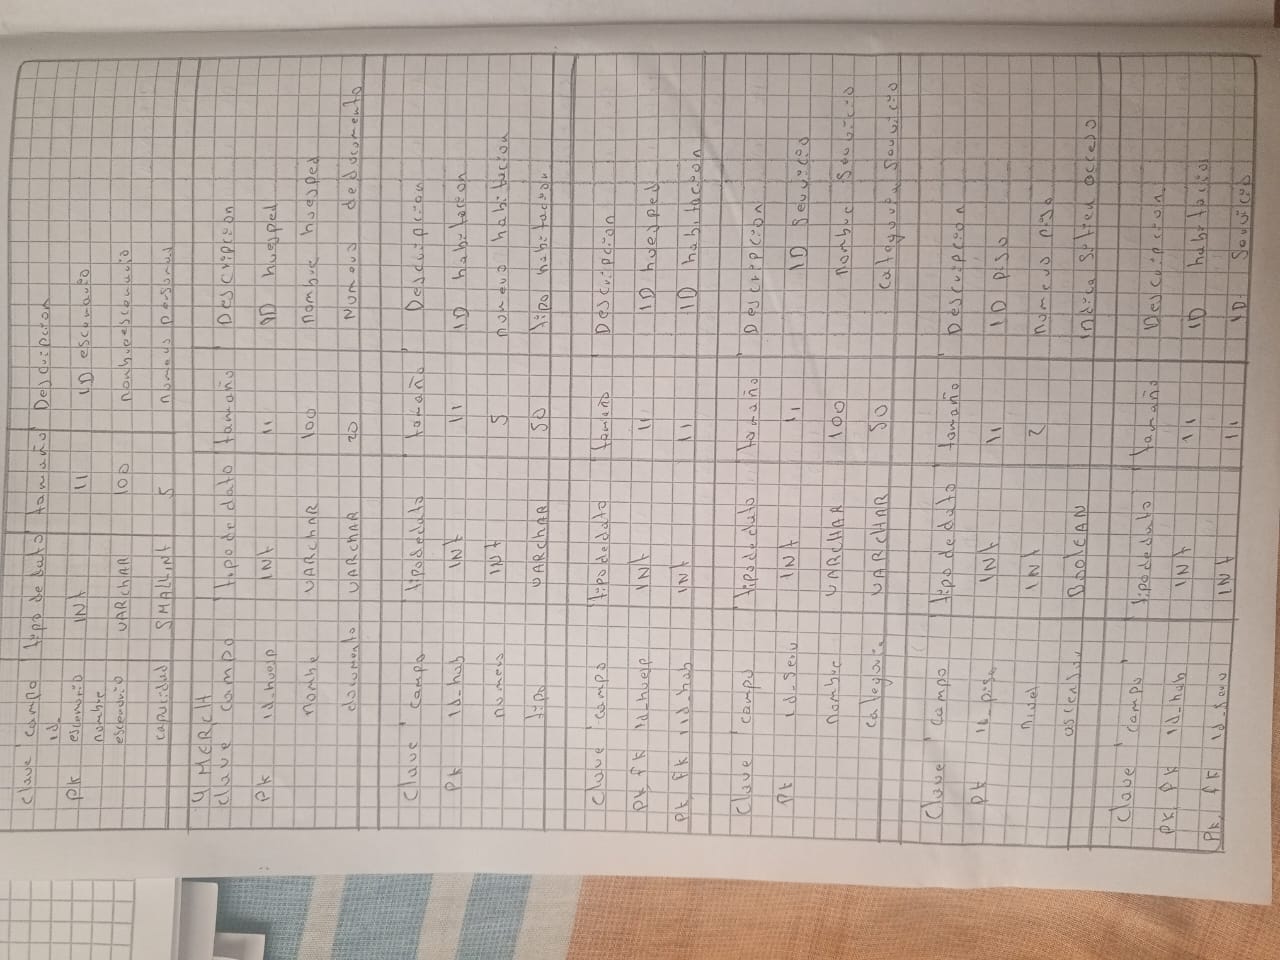 Clave campo tipo de dato tamaño Descripcion
Pk id_ escenario INt 11 ID escenario
nombre escenario VARchAR 100 nombre escenario
capacidad SMALLINt 5 numero personas
clave campo tipo de dato tamaño Descripcion
pk id_huesp INt 11 ID huesped
nombre VARchAR 100 nombre huesped
documento VARchAR 20 Numero de documento
clave campo tipo de dato tamaño Descripcion
pk id_hab INt 11 ID habitacion
numero INt 5 numero habitacion
tipo VARchAR 50 tipo habitacion
clave campo tipo de dato tamaño Descripcion
pk, fk id_huesp INt 11 ID huesped
pk, fk id_hab INt 11 ID habitacion
clave campo tipo de dato tamaño Descripcion
pk id_serv INt 11 ID servicio
nombre VARCHAR 100 nombre servicio
categoria VARCHAR 50 categoria servicio
Clave campo tipo de dato tamaño Descripcion
pk id_piso INt 11 ID piso
nivel INt 2 numero piso
ascensor BoolEAN indica si tien acceso
Clave campo tipo de dato tamaño Descripcion
pk, fk id_hab INt 11 ID habitacion
pk, fk id_serv INt 11 ID servicio